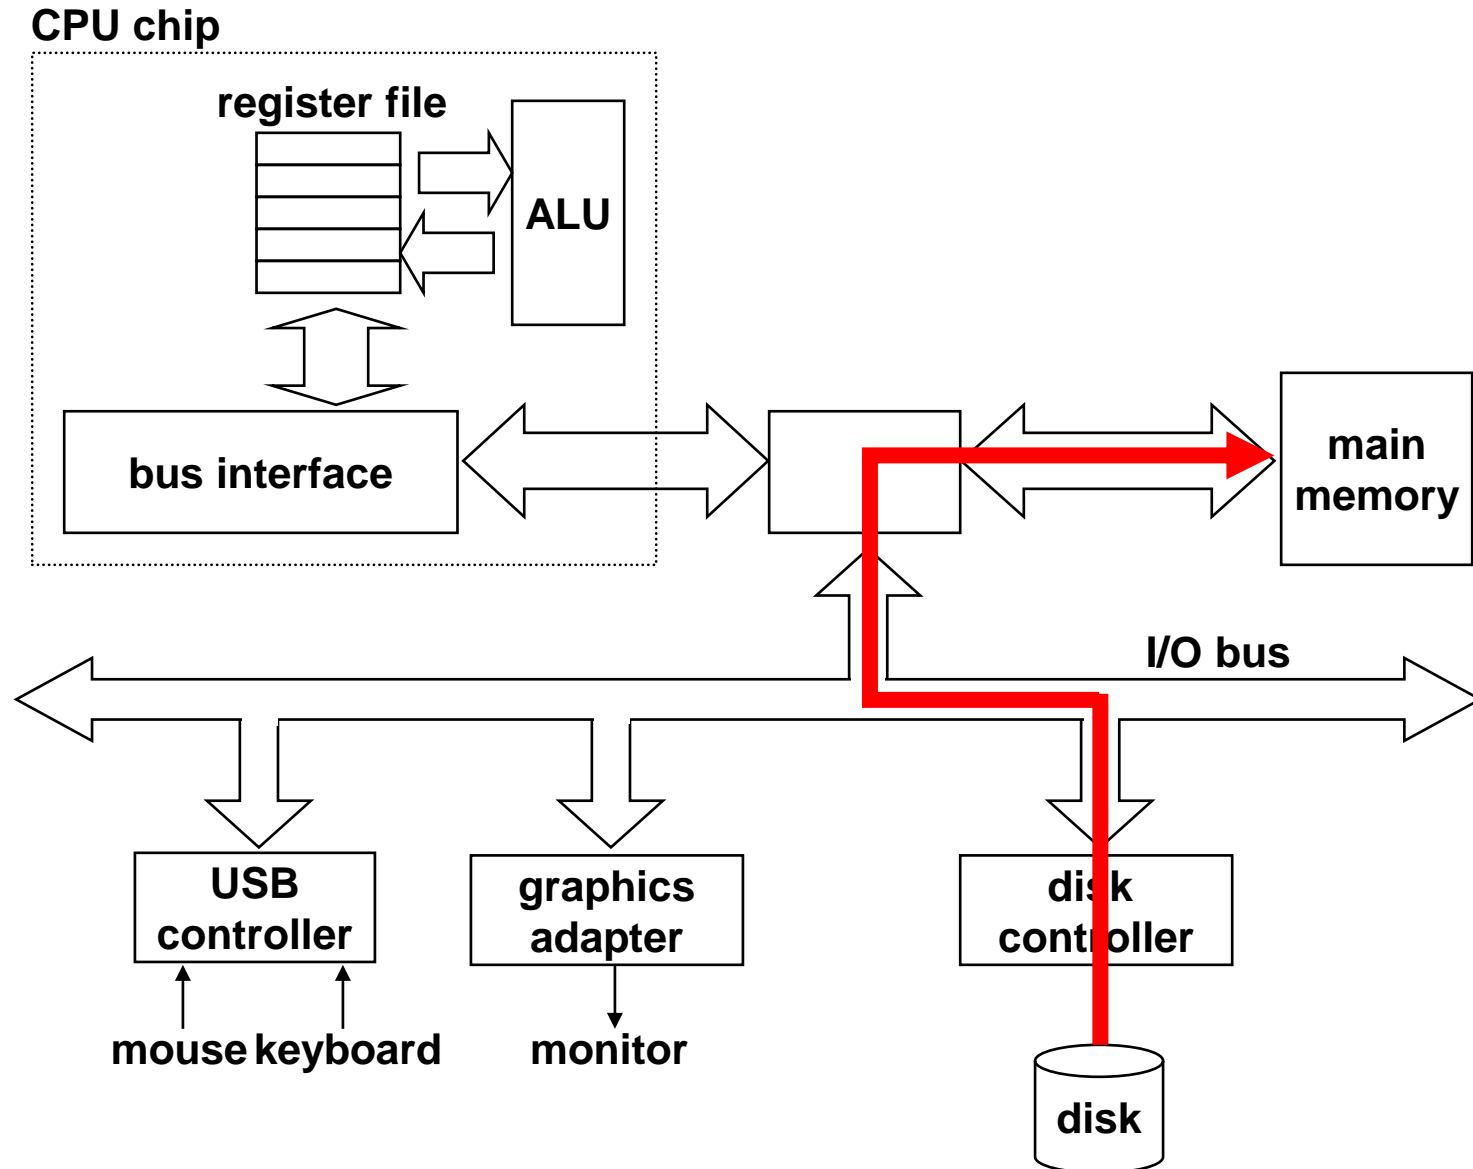 CPU chip
register file
ALU
bus interface
main
memory
I/O bus
USB
controller
graphics
adapter
disk
controller
mouse keyboard
monitor
disk